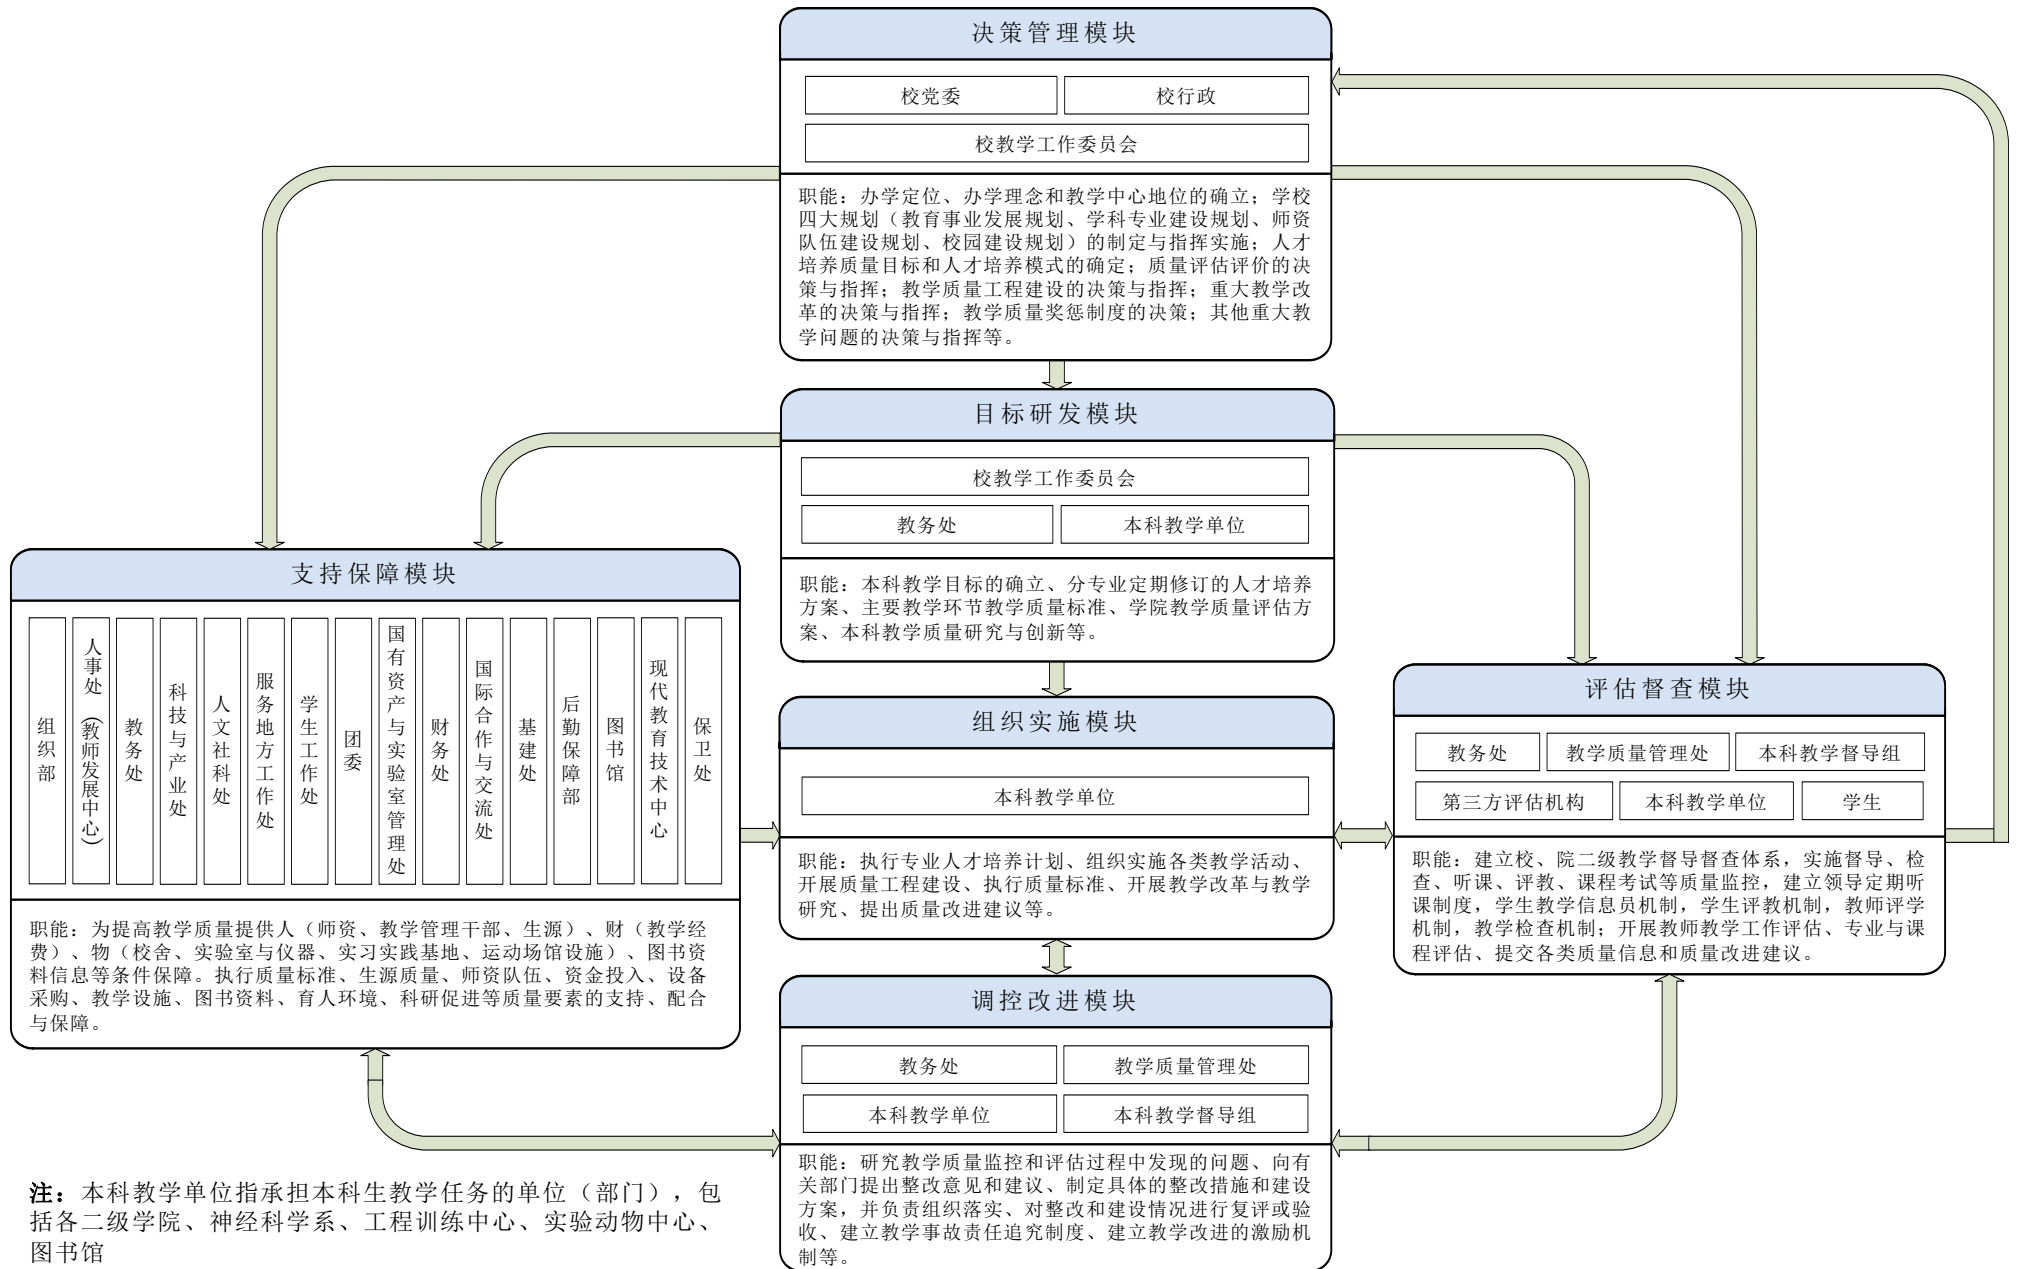 决策管理模块
校党委
校行政
校教学工作委员会
职能：办学定位、办学理念和教学中心地位的确立；学校
四大规划（教育事业发展规划、学科专业建设规划、师资
队伍建设规划、校园建设规划）的制定与指挥实施；人才
培养质量目标和人才培养模式的确定；质量评估评价的决
策与指挥；教学质量工程建设的决策与指挥；重大教学改
革的决策与指挥；教学质量奖惩制度的决策；其他重大教
学问题的决策与指挥等。
目标研发模块
校教学工作委员会
教务处
本科教学单位
职能：本科教学目标的确立、分专业定期修订的人才培养
方案、主要教学环节教学质量标准、学院教学质量评估方
案、本科教学质量研究与创新等。
支持保障模块
组织部
人事处（教师发展中心）
教务处
科技与产业处
人文社科处
服务地方工作处
学生工作处
团委
国有资产与实验室管理处
财务处
国际合作与交流处
基建处
后勤保障部
图书馆
现代教育技术中心
保卫处
职能：为提高教学质量提供人（师资、教学管理干部、生源）、财（教学经
费）、物（校舍、实验室与仪器、实习实践基地、运动场馆设施）、图书资
料信息等条件保障。执行质量标准、生源质量、师资队伍、资金投入、设备
采购、教学设施、图书资料、育人环境、科研促进等质量要素的支持、配合
与保障。
组织实施模块
本科教学单位
职能：执行专业人才培养计划、组织实施各类教学活动、
开展质量工程建设、执行质量标准、开展教学改革与教学
研究、提出质量改进建议等。
评估督查模块
教务处
教学质量管理处
本科教学督导组
第三方评估机构
本科教学单位
学生
职能：建立校、院二级教学督导督查体系，实施督导、检
查、听课、评教、课程考试等质量监控，建立领导定期听
课制度，学生教学信息员机制，学生评教机制，教师评学
机制，教学检查机制；开展教师教学工作评估、专业与课
程评估、提交各类质量信息和质量改进建议。
调控改进模块
教务处
教学质量管理处
本科教学单位
本科教学督导组
职能：研究教学质量监控和评估过程中发现的问题、向有
关部门提出整改意见和建议、制定具体的整改措施和建设
方案，并负责组织落实、对整改和建设情况进行复评或验
收、建立教学事故责任追究制度、建立教学改进的激励机
制等。
注：本科教学单位指承担本科生教学任务的单位（部门），包
括各二级学院、神经科学系、工程训练中心、实验动物中心、
图书馆